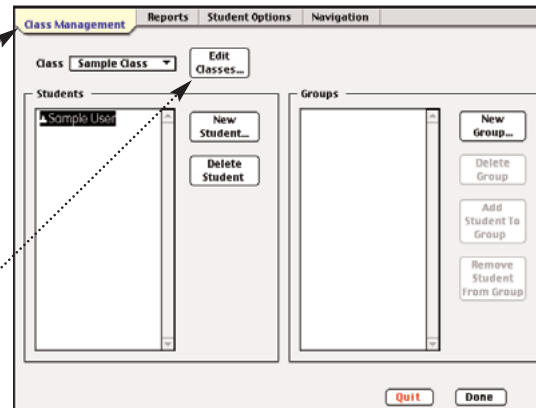 Class Management
Reports
Student Options
Navigation
Class
Sample Class
Edit
Classes...
Students
Sample User
New
Student...
Delete
Student
Groups
New
Group...
Delete
Group
Add
Student To
Group
Remove
Student
From Group
Quit
Done